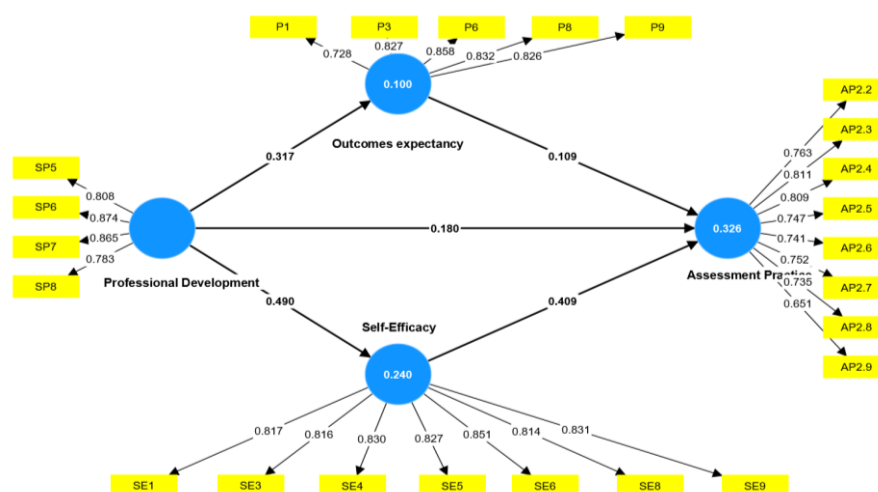 P1 P3 P6 P8 P9
0.728 0.827 0.858 0.832 0.826
0.100
Outcomes expectancy
0.317
0.109
SP5
SP6
SP7
SP8
0.808
0.874
0.865
0.783
Professional Development
0.180
0.490
0.409
Self-Efficacy
0.240
0.326
Assessment Practice
AP2.2
AP2.3
AP2.4
AP2.5
AP2.6
AP2.7
AP2.8
AP2.9
0.763
0.811
0.809
0.747
0.741
0.752
0.735
0.651
0.817 0.816 0.830 0.827 0.851 0.814 0.831
SE1 SE3 SE4 SE5 SE6 SE8 SE9